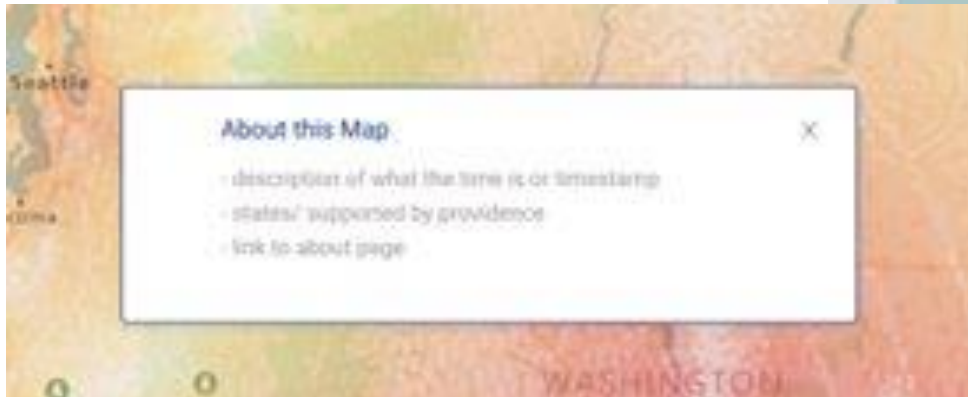 Seattle
About this Map
- description of what the time is or timestamp
- states/ supported by providence
- link to about page
WASHINGTON